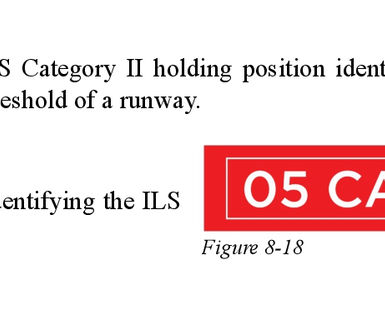 S Category II holding position ident
eshold of a runway.
entifying the ILS
05 CA
Figure 8-18